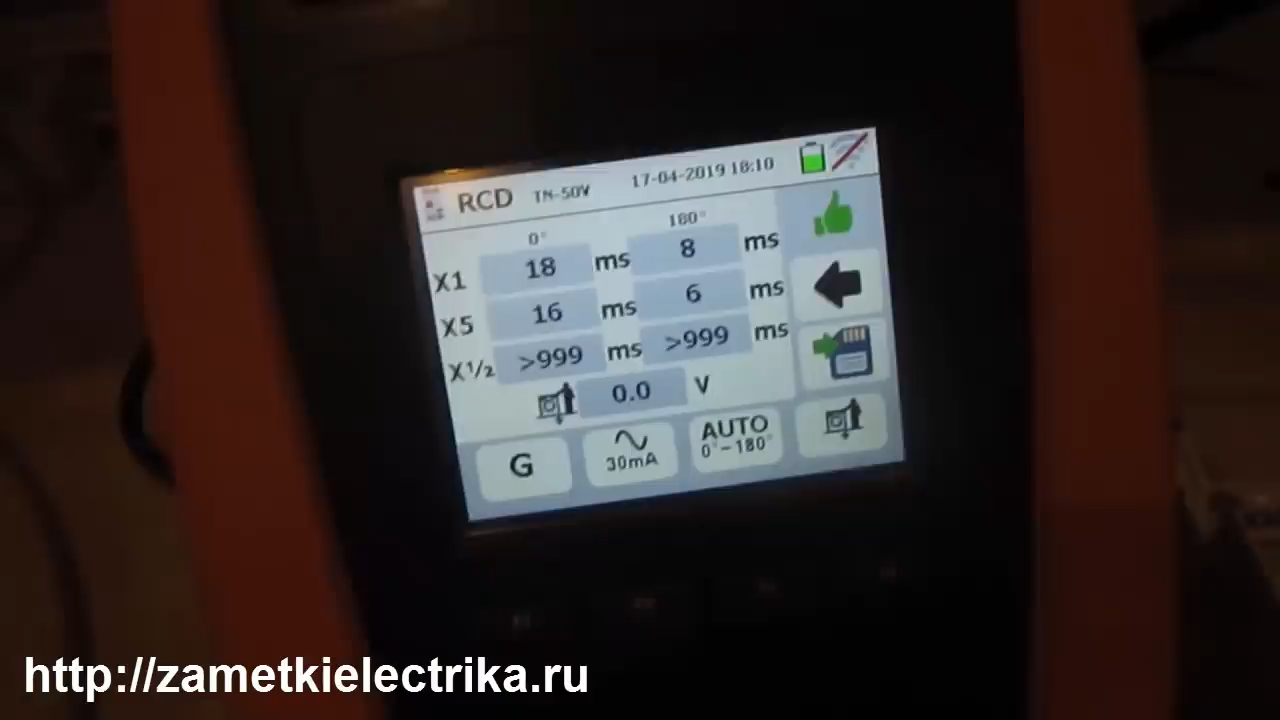 RCD TN-50V 17-04-2019 18:10
0° 180°
X1 18 ms 8 ms
X5 16 ms 6 ms
X1/2 >999 ms >999 ms
0.0 V
G 30mA AUTO 0°-180°
http://zametkielectrika.ru